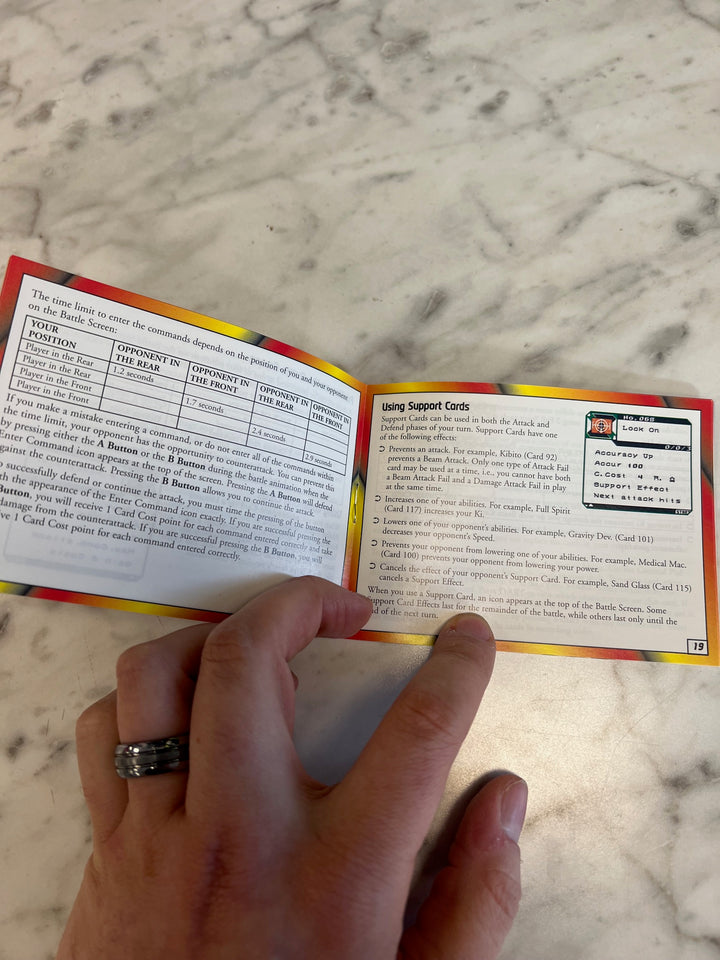 The time limit to enter the commands depends on the position of you and your opponent
on the Battle Screen:
YOUR POSITION OPPONENT IN THE REAR OPPONENT IN THE FRONT OPPONENT IN THE REAR OPPONENT IN THE FRONT
Player in the Rear 1.2 seconds
Player in the Rear 1.7 seconds
Player in the Front 2.4 seconds
Player in the Front 2.9 seconds
If you make a mistake entering a command, or do not enter all of the commands within
the time limit, your opponent has the opportunity to counterattack. You can prevent this
by pressing either the A Button or the B Button during the battle animation when the
Enter Command icon appears at the top of the screen. Pressing the A Button will defend
against the counterattack. Pressing the B Button allows you to continue the attack.
successfully defend or continue the attack, you must time the pressing of the button
th the appearance of the Enter Command icon exactly. If you are successful pressing the
Button, you will receive 1 Card Cost point for each command entered correctly and take
damage from the counterattack. If you are successful pressing the B Button, you will
ve 1 Card Cost point for each command entered correctly.
Using Support Cards
Support Cards can be used in both the Attack and
Defend phases of your turn. Support Cards have one
of the following effects:
Prevents an attack. For example, Kibito (Card 92)
prevents a Beam Attack. Only one type of Attack Fail
card may be used at a time, i.e., you cannot have both
a Beam Attack Fail and a Damage Attack Fail in play
at the same time.
Increases one of your abilities. For example, Full Spirit
(Card 117) increases your Ki.
Lowers one of your opponent's abilities. For example, Gravity Dev. (Card 101)
decreases your opponent's Speed.
Prevents your opponent from lowering one of your abilities. For example, Medical Mac.
(Card 100) prevents your opponent from lowering your power.
Cancels the effect of your opponent's Support Card. For example, Sand Glass (Card 115)
cancels a Support Effect.
When you use a Support Card, an icon appears at the top of the Battle Screen. Some
Support Card Effects last for the remainder of the battle, while others last only until the
nd of the next turn.
No.068
Lock On
Accuracy Up
Accur 100
C.Cost 4 M.
Support Effect
Next attack hits
19